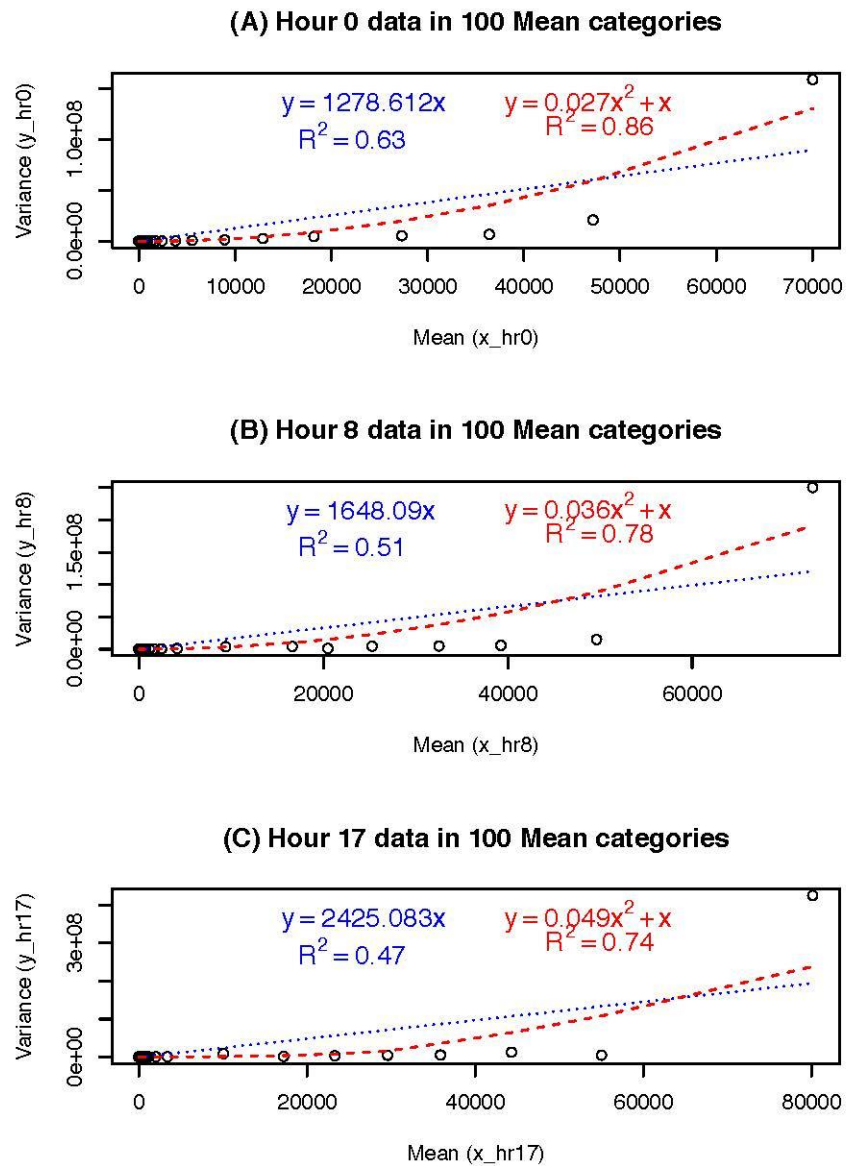 (A) Hour 0 data in 100 Mean categories
Variance (y_hr0)
1.0e+08
0.0e+00
y = 1278.612x
R² = 0.63
y = 0.027x² + x
R² = 0.86
0 10000 20000 30000 40000 50000 60000 70000
Mean (x_hr0)
(B) Hour 8 data in 100 Mean categories
Variance (y_hr8)
1.5e+08
0.0e+00
y = 1648.09x
R² = 0.51
y = 0.036x² + x
R² = 0.78
0 20000 40000 60000
Mean (x_hr8)
(C) Hour 17 data in 100 Mean categories
Variance (y_hr17)
3e+08
0e+00
y = 2425.083x
R² = 0.47
y = 0.049x² + x
R² = 0.74
0 20000 40000 60000 80000
Mean (x_hr17)